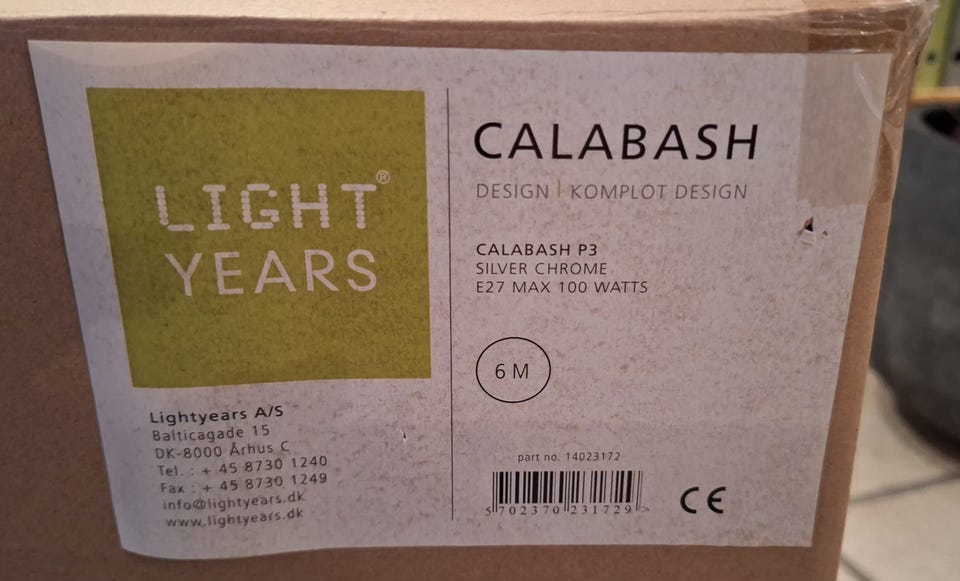 LIGHT®
YEARS
Lightyears A/S
Balticagade 15
DK-8000 Århus C
Tel. : + 45 8730 1240
Fax : + 45 8730 1249
info@lightyears.dk
www.lightyears.dk
CALABASH
DESIGN | KOMPLOT DESIGN
CALABASH P3
SILVER CHROME
E27 MAX 100 WATTS
6 M
part no. 14023172
5 702370 231729 >
CE